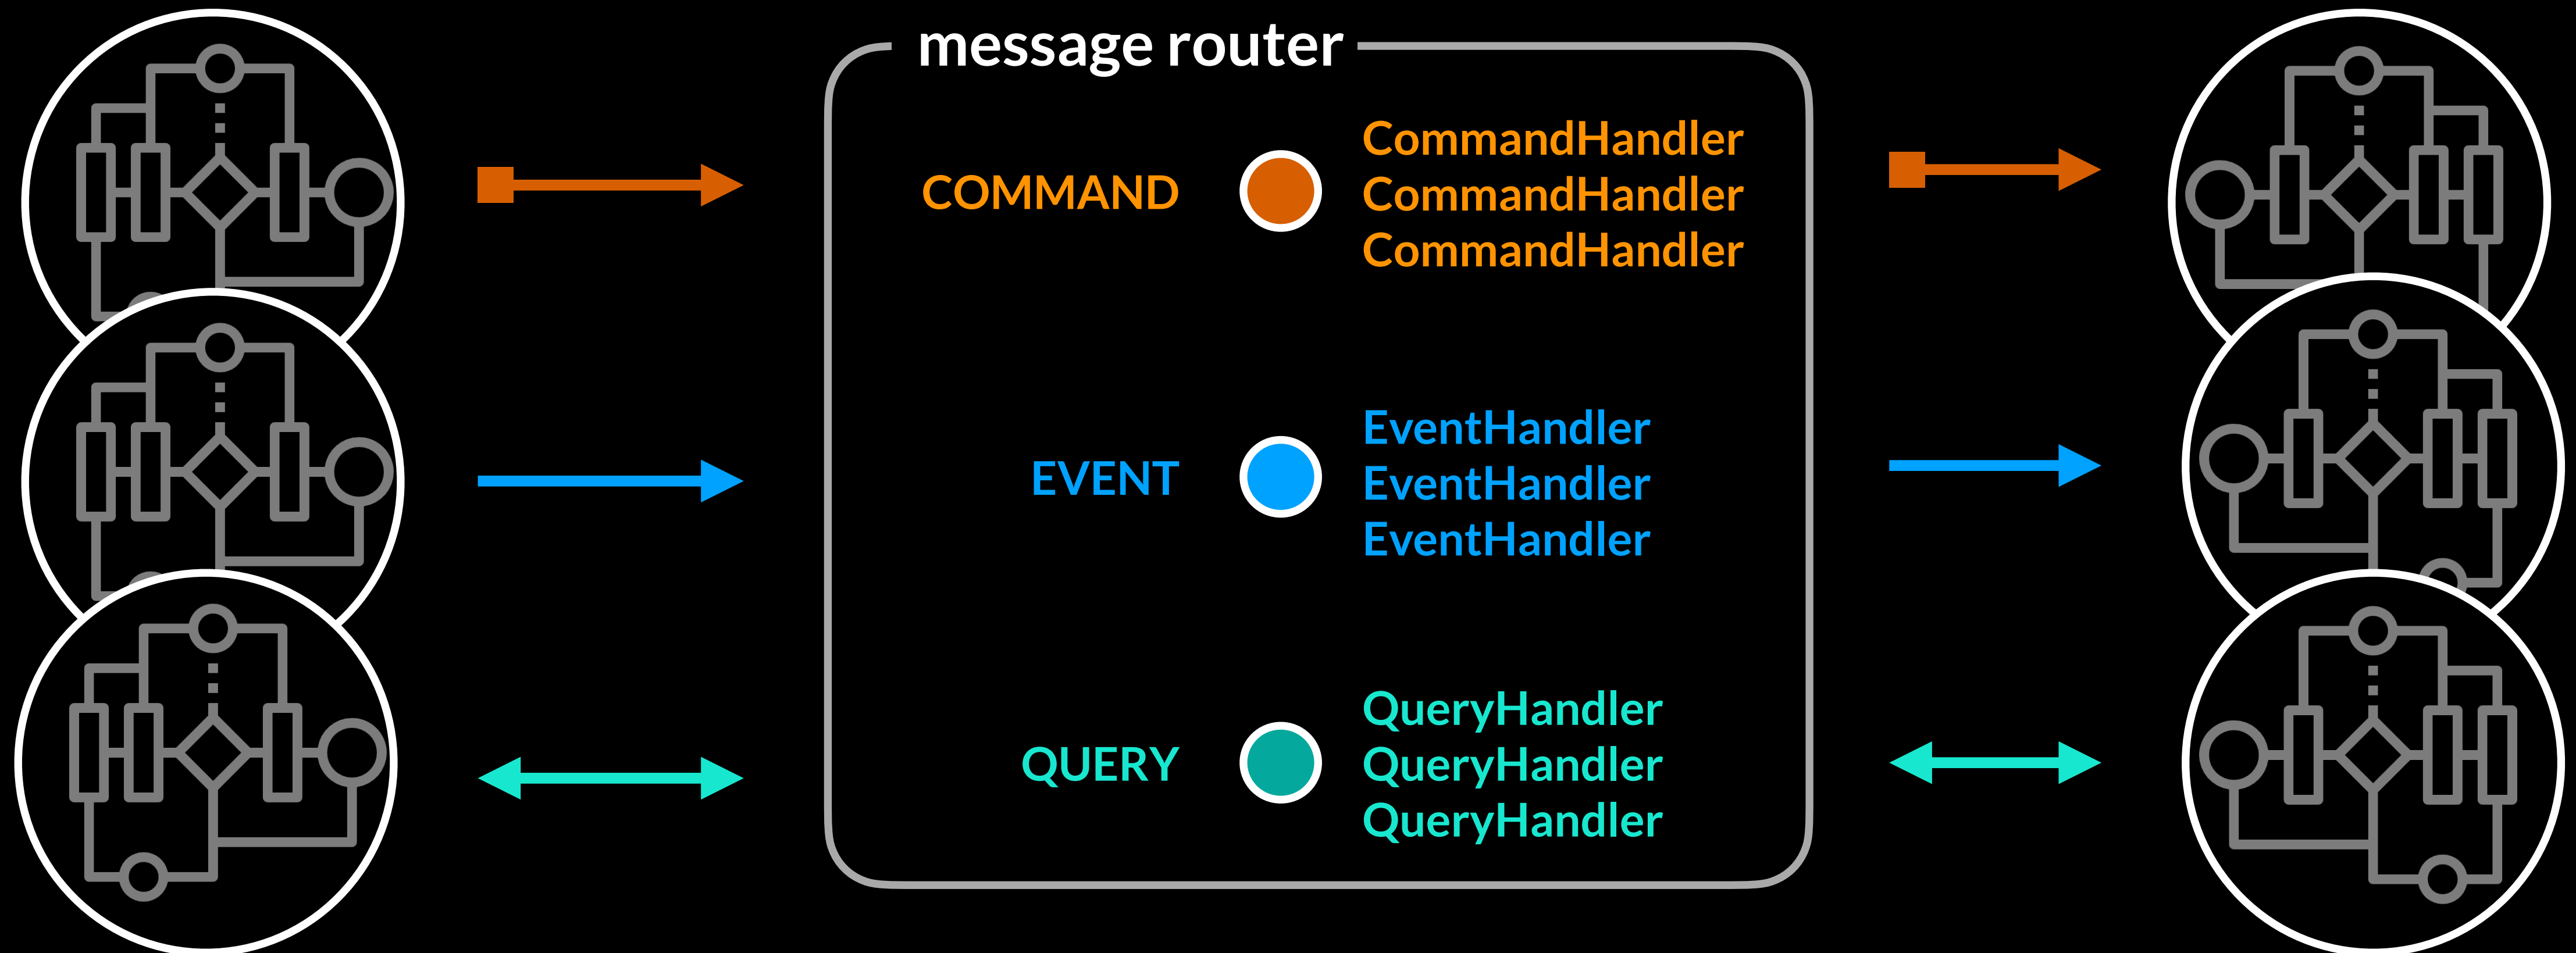 message router
COMMAND
CommandHandler
CommandHandler
CommandHandler
EVENT
EventHandler
EventHandler
EventHandler
QUERY
QueryHandler
QueryHandler
QueryHandler